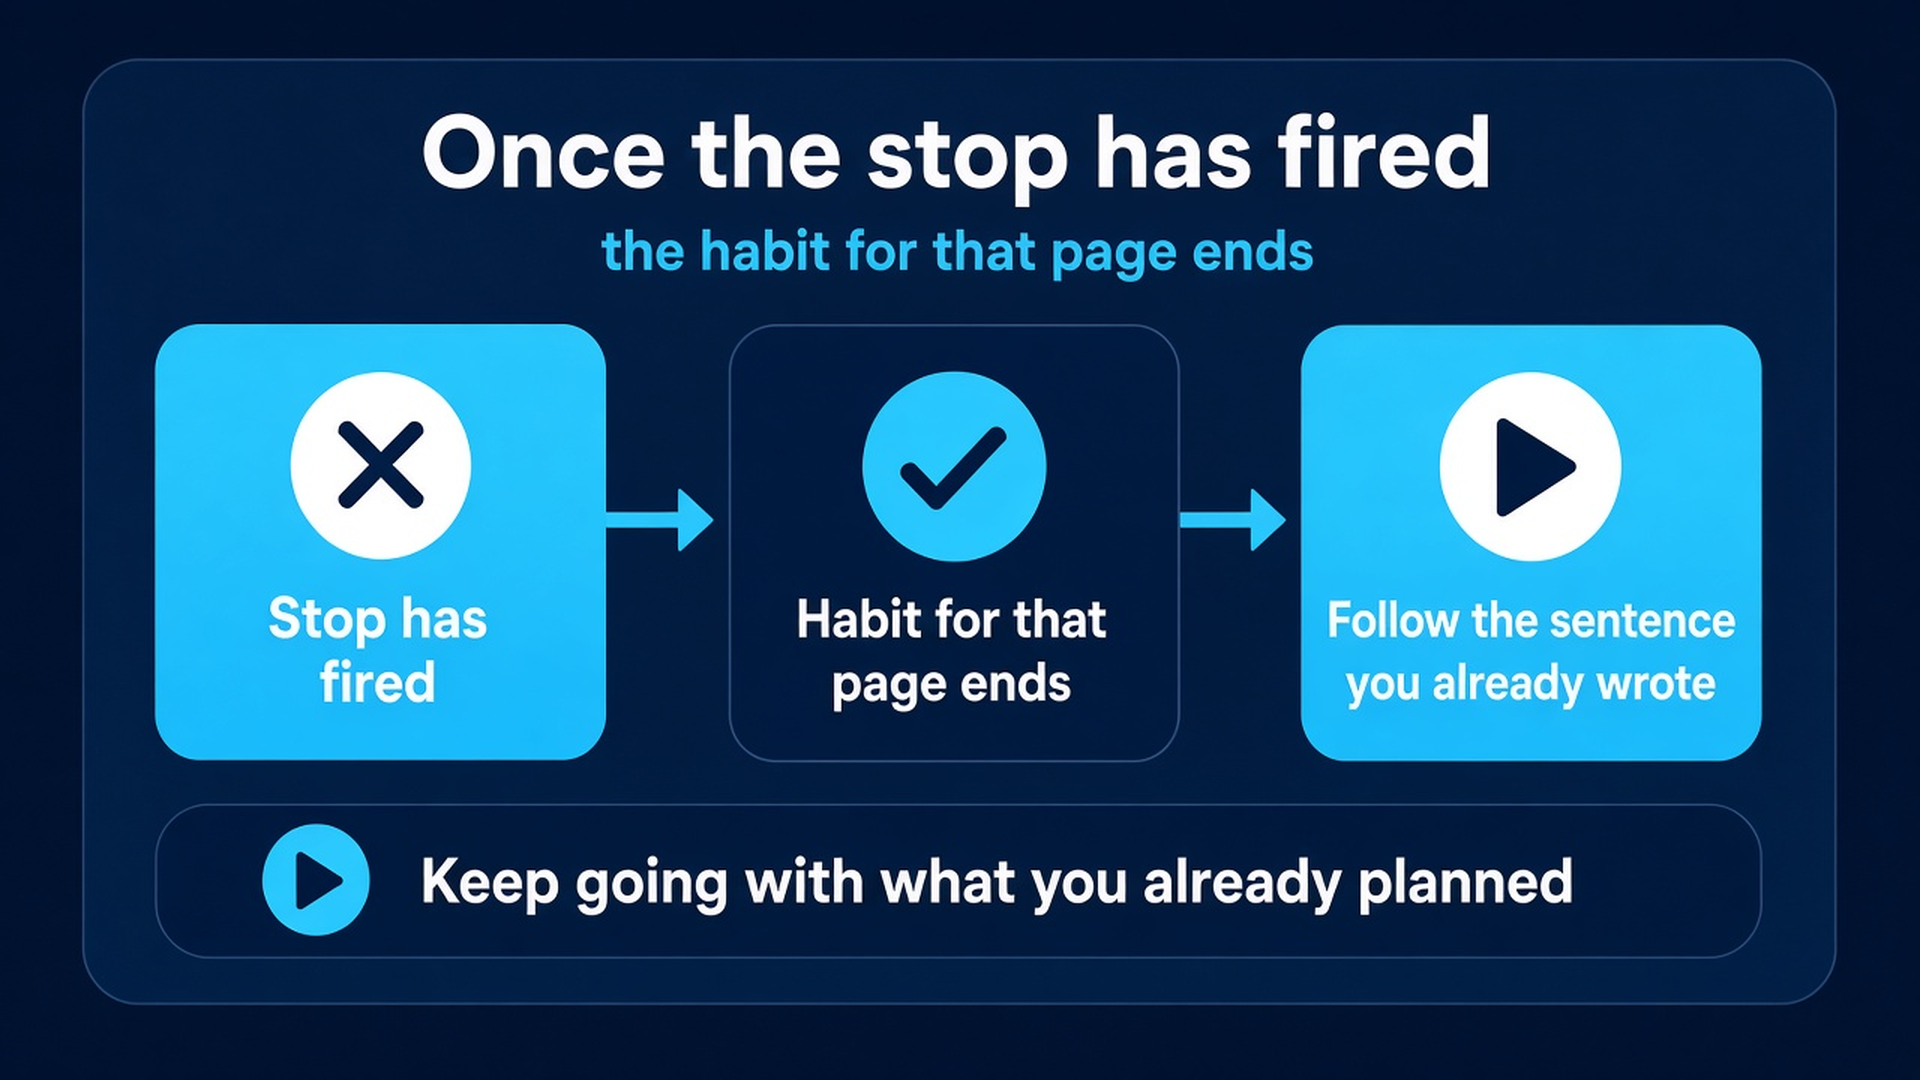 Once the stop has fired
the habit for that page ends
Stop has
fired
Habit for that
page ends
Follow the sentence
you already wrote
Keep going with what you already planned